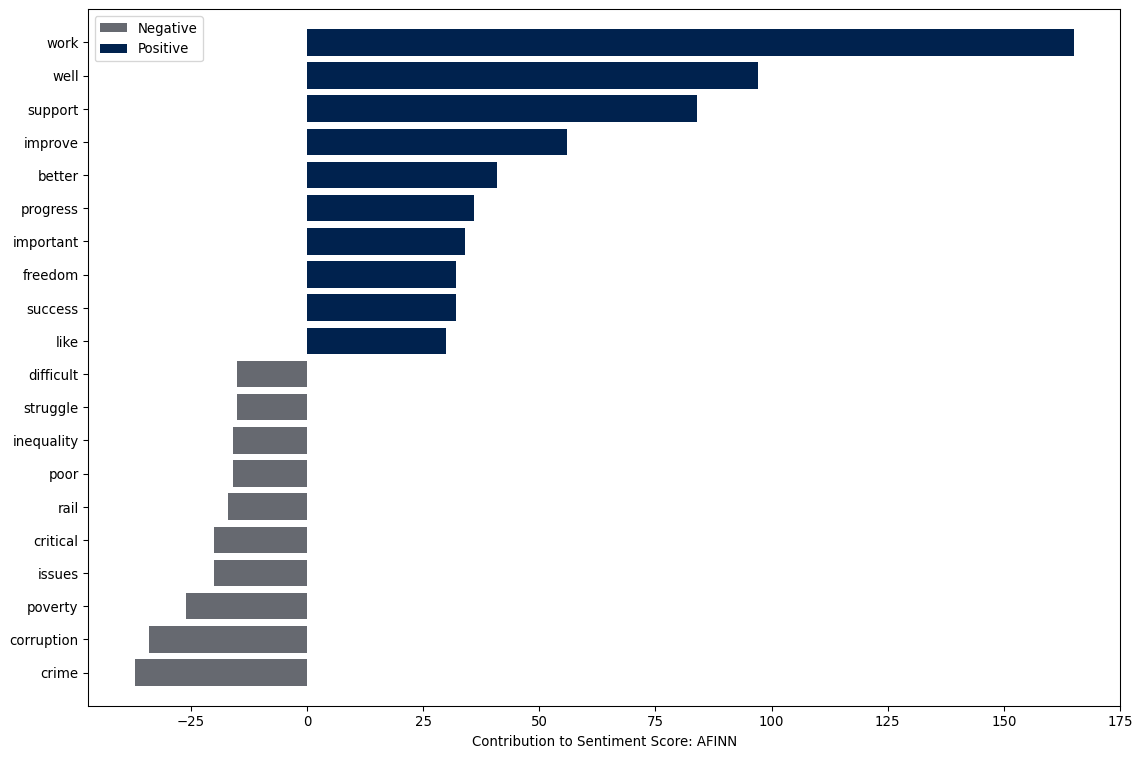 Negative
Positive
work
well
support
improve
better
progress
important
freedom
success
like
difficult
struggle
inequality
poor
rail
critical
issues
poverty
corruption
crime
−25 0 25 50 75 100 125 150 175
Contribution to Sentiment Score: AFINN